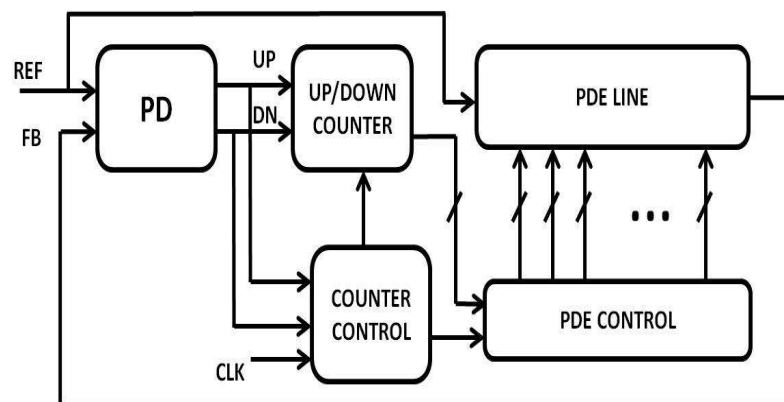 REF
FB
PD
UP
DN
UP/DOWN
COUNTER
PDE LINE
COUNTER
CONTROL
CLK
PDE CONTROL